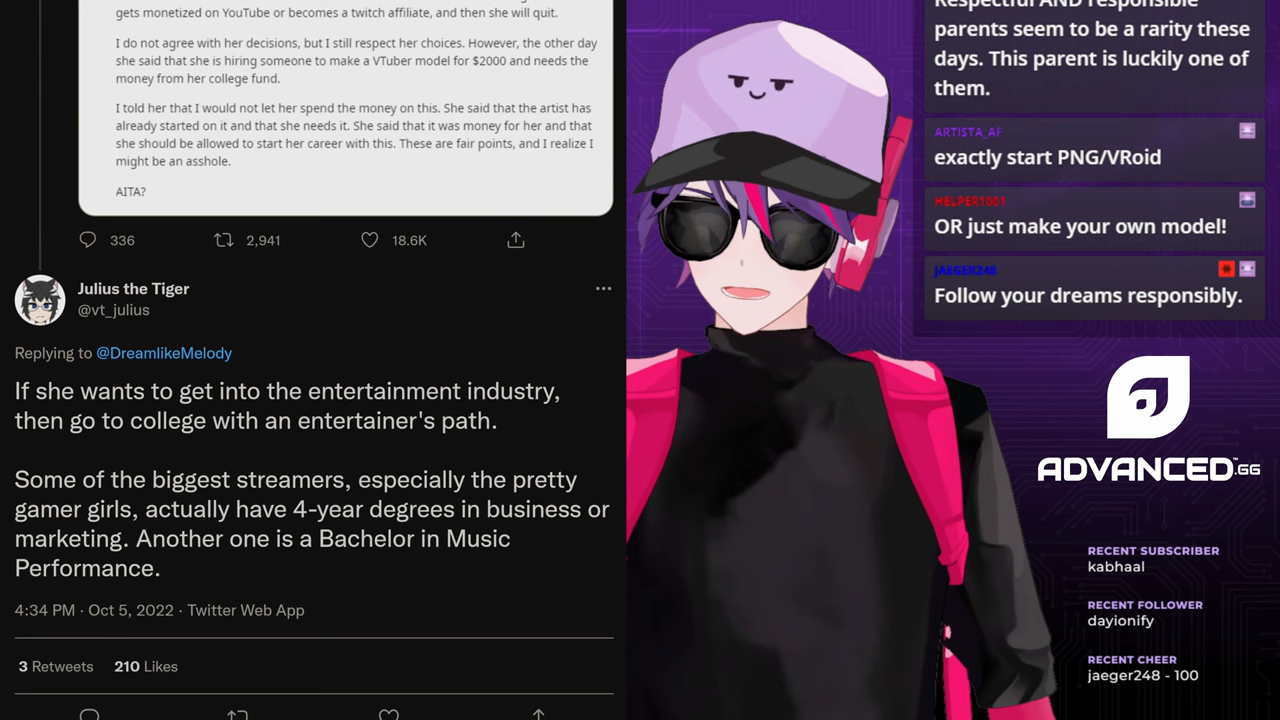 gets monetized on YouTube or becomes a twitch affiliate, and then she will quit.
I do not agree with her decisions, but I still respect her choices. However, the other day
she said that she is hiring someone to make a VTuber model for $2000 and needs the
money from her college fund.
I told her that I would not let her spend the money on this. She said that the artist has
already started on it and that she needs it. She said that it was money for her and that
she should be allowed to start her career with this. These are fair points, and I realize I
might be an asshole.
AITA?
336 2,941 18.6K
Julius the Tiger
@vt_julius
Replying to @DreamlikeMelody
If she wants to get into the entertainment industry,
then go to college with an entertainer's path.
Some of the biggest streamers, especially the pretty
gamer girls, actually have 4-year degrees in business or
marketing. Another one is a Bachelor in Music
Performance.
4:34 PM · Oct 5, 2022 · Twitter Web App
3 Retweets 210 Likes
Respectful AND responsible
parents seem to be a rarity these
days. This parent is luckily one of
them.
ARTISTA_AF
exactly start PNG/VRoid
HELPER1001
OR just make your own model!
JAEGER248
Follow your dreams responsibly.
ADVANCED™.GG
RECENT SUBSCRIBER
kabhaal
RECENT FOLLOWER
dayionify
RECENT CHEER
jaeger248 - 100